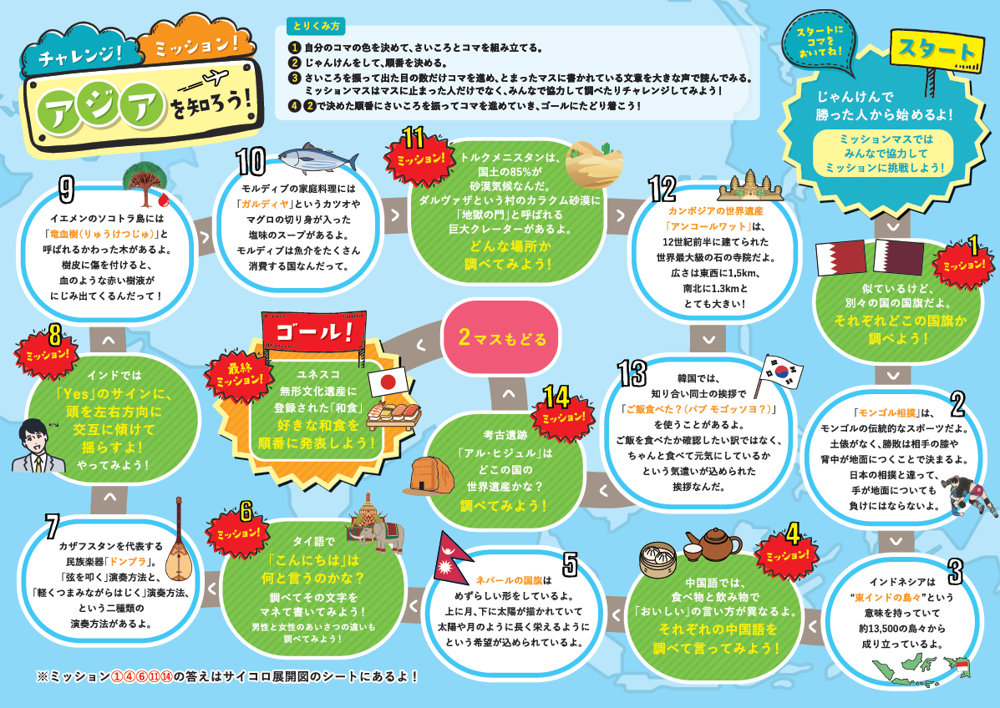 チャレンジ！
ミッション！
アジアを知ろう！
とりくみ方
❶ 自分のコマの色を決めて、さいころとコマを組み立てる。
❷ じゃんけんをして、順番を決める。
❸ さいころを振って出た目の数だけコマを進め、とまったマスに書かれている文章を大きな声で読んでみる。
ミッションマスはマスに止まった人だけでなく、みんなで協力して調べたりチャレンジしてみよう！
❹ ❷で決めた順番にさいころを振ってコマを進めていき、ゴールにたどり着こう！
スタートに
コマを
おいてね！
スタート
じゃんけんで
勝った人から始めるよ！
ミッションマスでは
みんなで協力して
ミッションに挑戦しよう！
1
ミッション！
似ているけど、
別々の国の国旗だよ。
それぞれどこの国旗か
調べよう！
2
「モンゴル相撲」は、
モンゴルの伝統的なスポーツだよ。
土俵がなく、勝敗は相手の膝や
背中が地面につくことで決まるよ。
日本の相撲と違って、
手が地面についても
負けにはならないよ。
3
インドネシアは
“東インドの島々”という
意味を持っていて
約13,500の島々から
成り立っているよ。
4
ミッション！
中国語では、
食べ物と飲み物で
「おいしい」の言い方が異なるよ。
それぞれの中国語を
調べて言ってみよう！
5
ネパールの国旗は
めずらしい形をしているよ。
上に月、下に太陽が描かれていて
太陽や月のように長く栄えるように
という希望が込められているよ。
6
ミッション！
タイ語で
「こんにちは」は
何と言うのかな？
調べてその文字を
マネて書いてみよう！
男性と女性のあいさつの違いも
調べてみよう！
7
カザフスタンを代表する
民族楽器「ドンブラ」。
「弦を叩く」演奏方法と、
「軽くつまみながらはじく」演奏方法、
という二種類の
演奏方法があるよ。
8
ミッション！
インドでは
「Yes」のサインに、
頭を左右方向に
交互に傾けて
揺らすよ！
やってみよう！
9
イエメンのソコトラ島には
「竜血樹（りゅうけつじゅ）」と
呼ばれるかわった木があるよ。
樹皮に傷を付けると、
血のような赤い樹液が
にじみ出てくるんだって！
10
モルディブの家庭料理には
「ガルディヤ」というカツオや
マグロの切り身が入った
塩味のスープがあるよ。
モルディブは魚介をたくさん
消費する国なんだって。
11
ミッション！
トルクメニスタンは、
国土の85%が
砂漠気候なんだ。
ダルヴァザという村のカラクム砂漠に
「地獄の門」と呼ばれる
巨大クレーターがあるよ。
どんな場所か
調べてみよう！
12
カンボジアの世界遺産
「アンコールワット」は、
12世紀前半に建てられた
世界最大級の石の寺院だよ。
広さは東西に1,5km、
南北に1.3kmと
とても大きい！
13
韓国では、
知り合い同士の挨拶で
「ご飯食べた？（パプ モゴッソヨ？）」
を使うことがあるよ。
ご飯を食べたか確認したい訳ではなく、
ちゃんと食べて元気にしているか
という気遣いが込められた
挨拶なんだ。
14
ミッション！
考古遺跡
「アル・ヒジュル」は
どこの国の
世界遺産かな？
調べてみよう！
2マスもどる
ゴール！
最終
ミッション！
ユネスコ
無形文化遺産に
登録された「和食」
好きな和食を
順番に発表しよう！
※ミッション①④⑥⑪⑭の答えはサイコロ展開図のシートにあるよ！